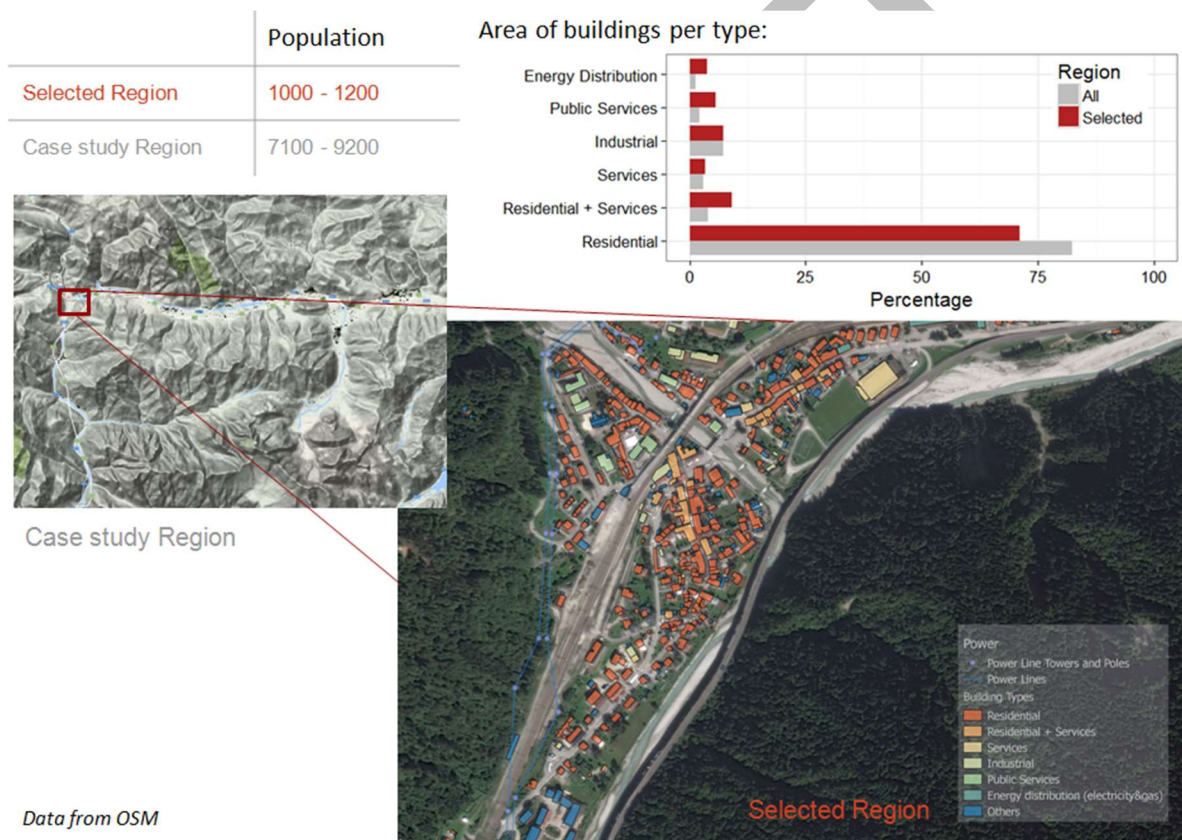 Population
Selected Region 1000 - 1200
Case study Region 7100 - 9200
Area of buildings per type:
Energy Distribution
Public Services
Industrial
Services
Residential + Services
Residential
0 25 50 75 100
Percentage
Region
All
Selected
Case study Region
Power
Power Line Towers and Poles
Power Lines
Building Types
Residential
Residential + Services
Services
Industrial
Public Services
Energy distribution (electricity&gas)
Others
Selected Region
Data from OSM